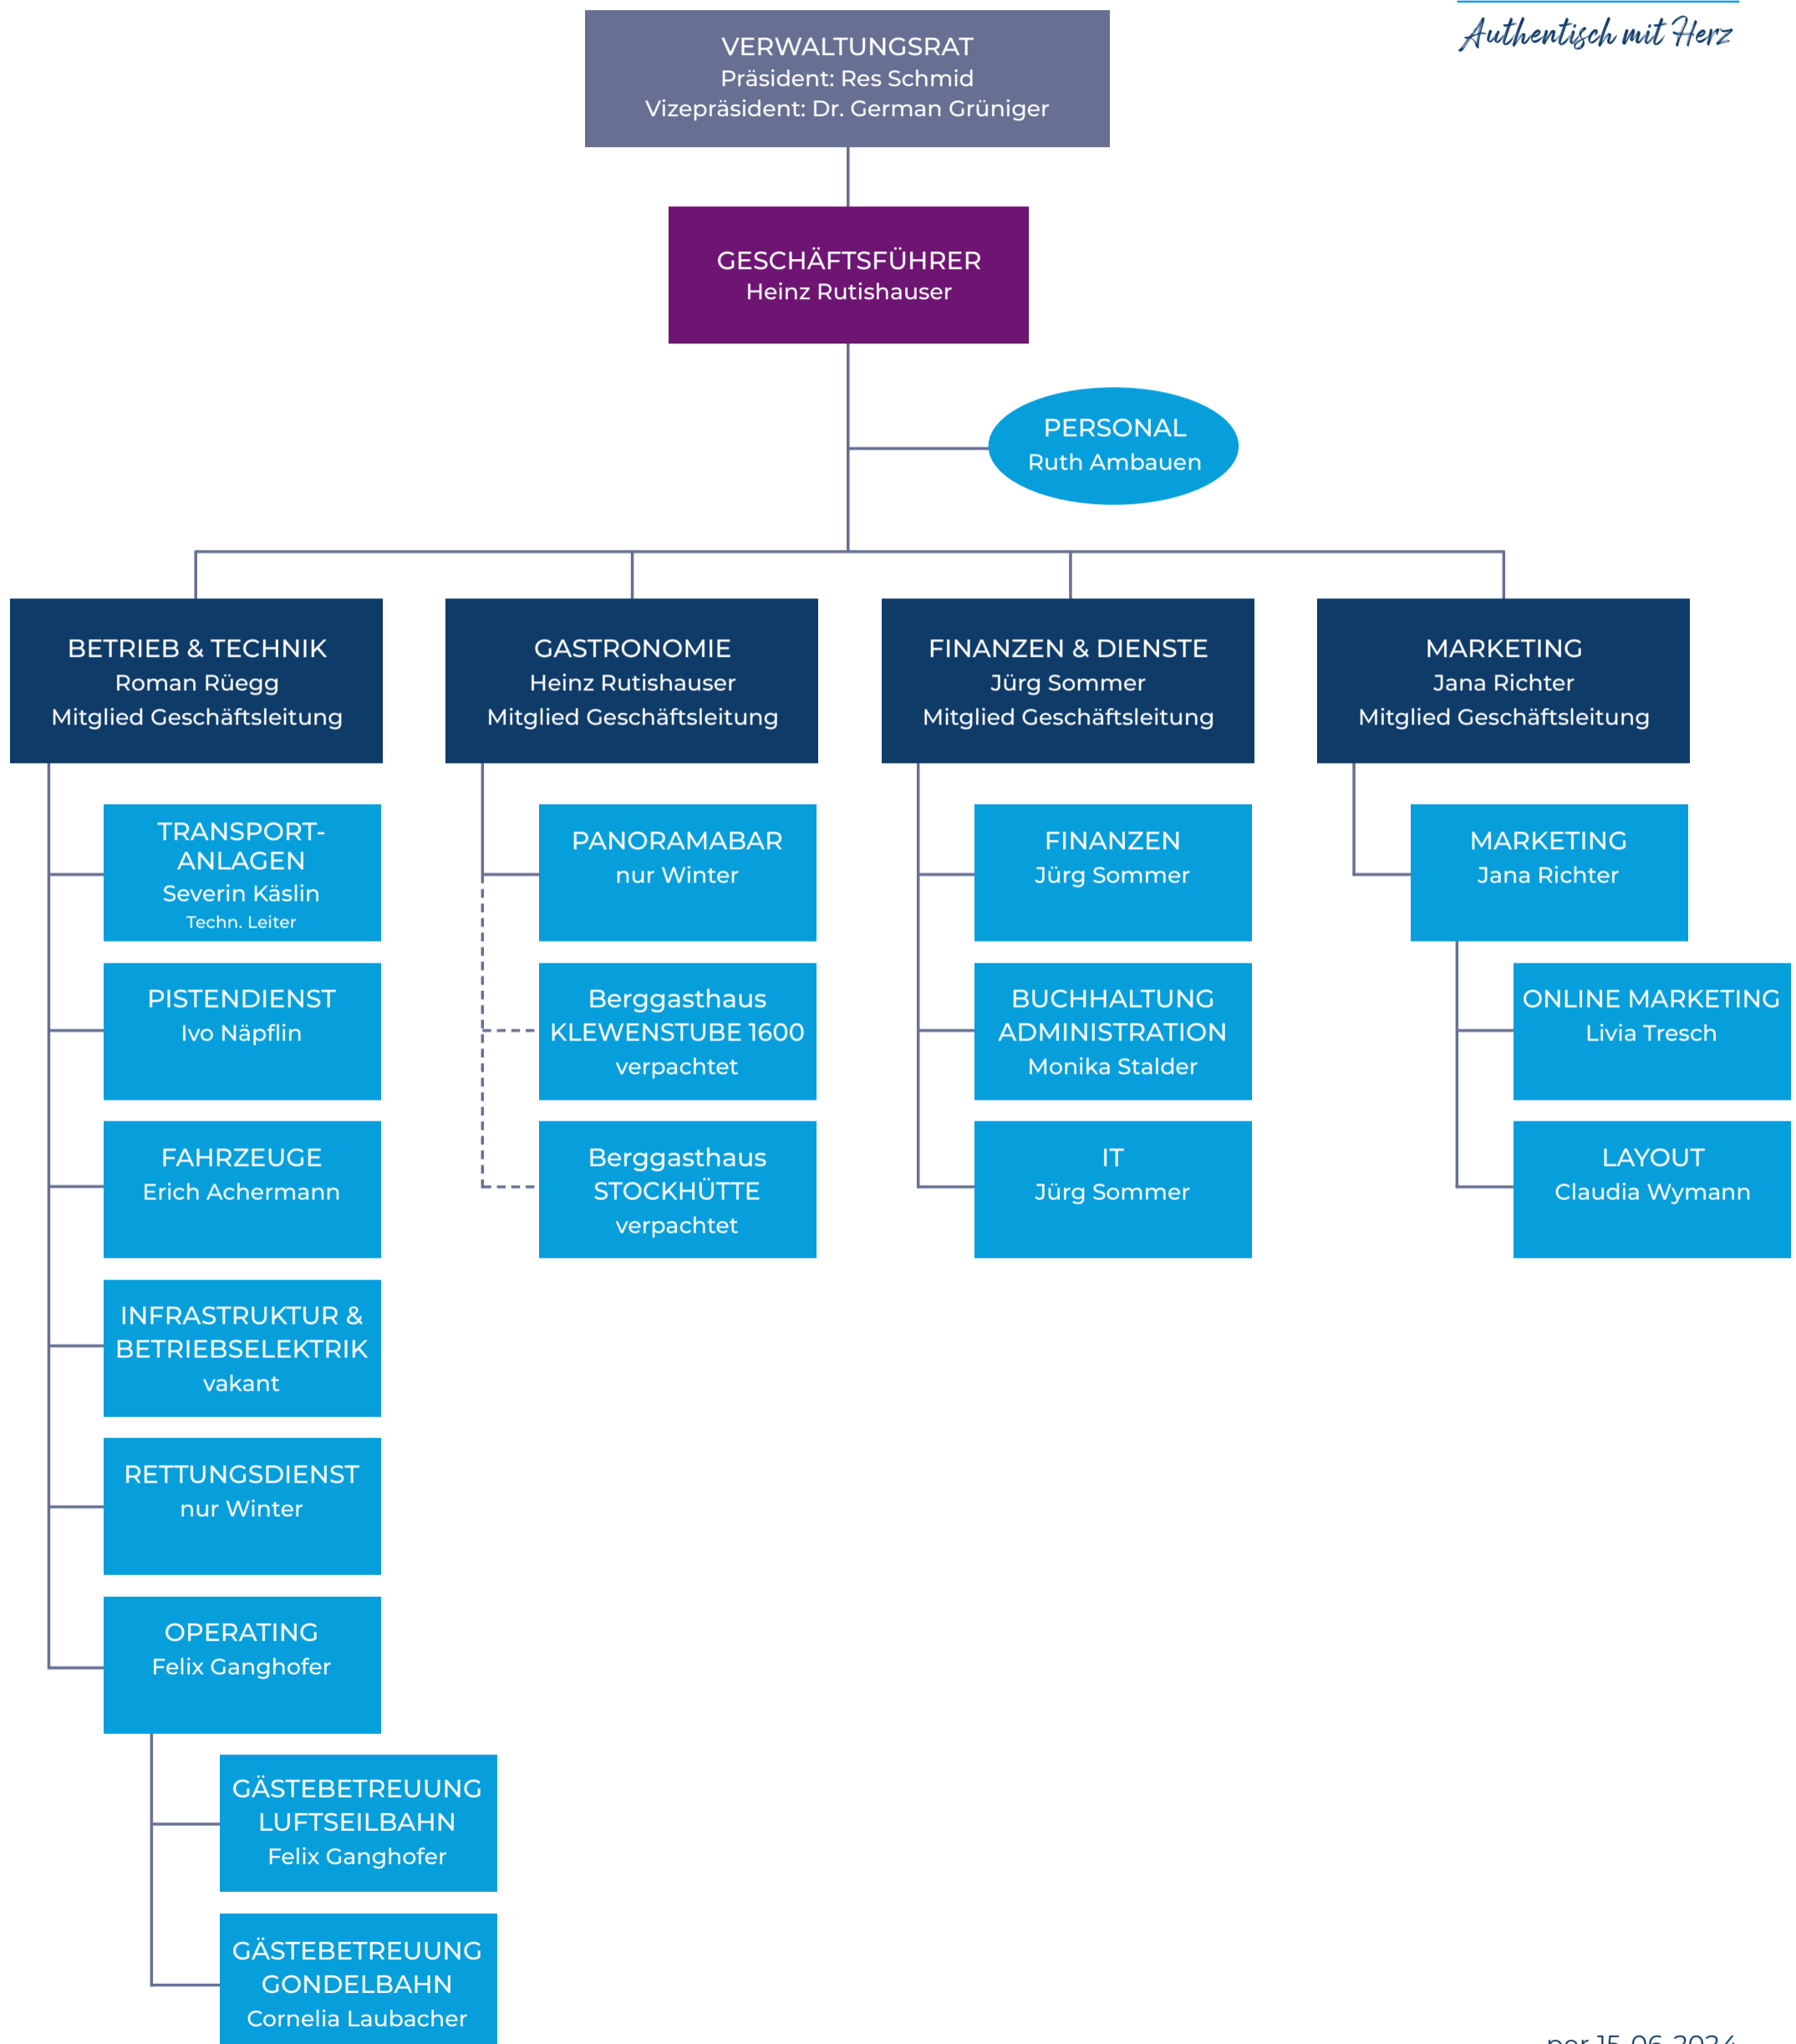 Authentisch mit Herz
VERWALTUNGSRAT
Präsident: Res Schmid
Vizepräsident: Dr. German Grüniger
GESCHÄFTSFÜHRER
Heinz Rutishauser
PERSONAL
Ruth Ambauen
BETRIEB & TECHNIK
Roman Rüegg
Mitglied Geschäftsleitung
GASTRONOMIE
Heinz Rutishauser
Mitglied Geschäftsleitung
FINANZEN & DIENSTE
Jürg Sommer
Mitglied Geschäftsleitung
MARKETING
Jana Richter
Mitglied Geschäftsleitung
TRANSPORT-
ANLAGEN
Severin Käslin
Techn. Leiter
PISTENDIENST
Ivo Näpflin
FAHRZEUGE
Erich Achermann
INFRASTRUKTUR &
BETRIEBSELEKTRIK
vakant
RETTUNGSDIENST
nur Winter
OPERATING
Felix Ganghofer
GÄSTEBETREUUNG
LUFTSEILBAHN
Felix Ganghofer
GÄSTEBETREUUNG
GONDELBAHN
Cornelia Laubacher
PANORAMABAR
nur Winter
Berggasthaus
KLEWENSTUBE 1600
verpachtet
Berggasthaus
STOCKHÜTTE
verpachtet
FINANZEN
Jürg Sommer
BUCHHALTUNG
ADMINISTRATION
Monika Stalder
IT
Jürg Sommer
MARKETING
Jana Richter
ONLINE MARKETING
Livia Tresch
LAYOUT
Claudia Wymann
per 15-06-2024